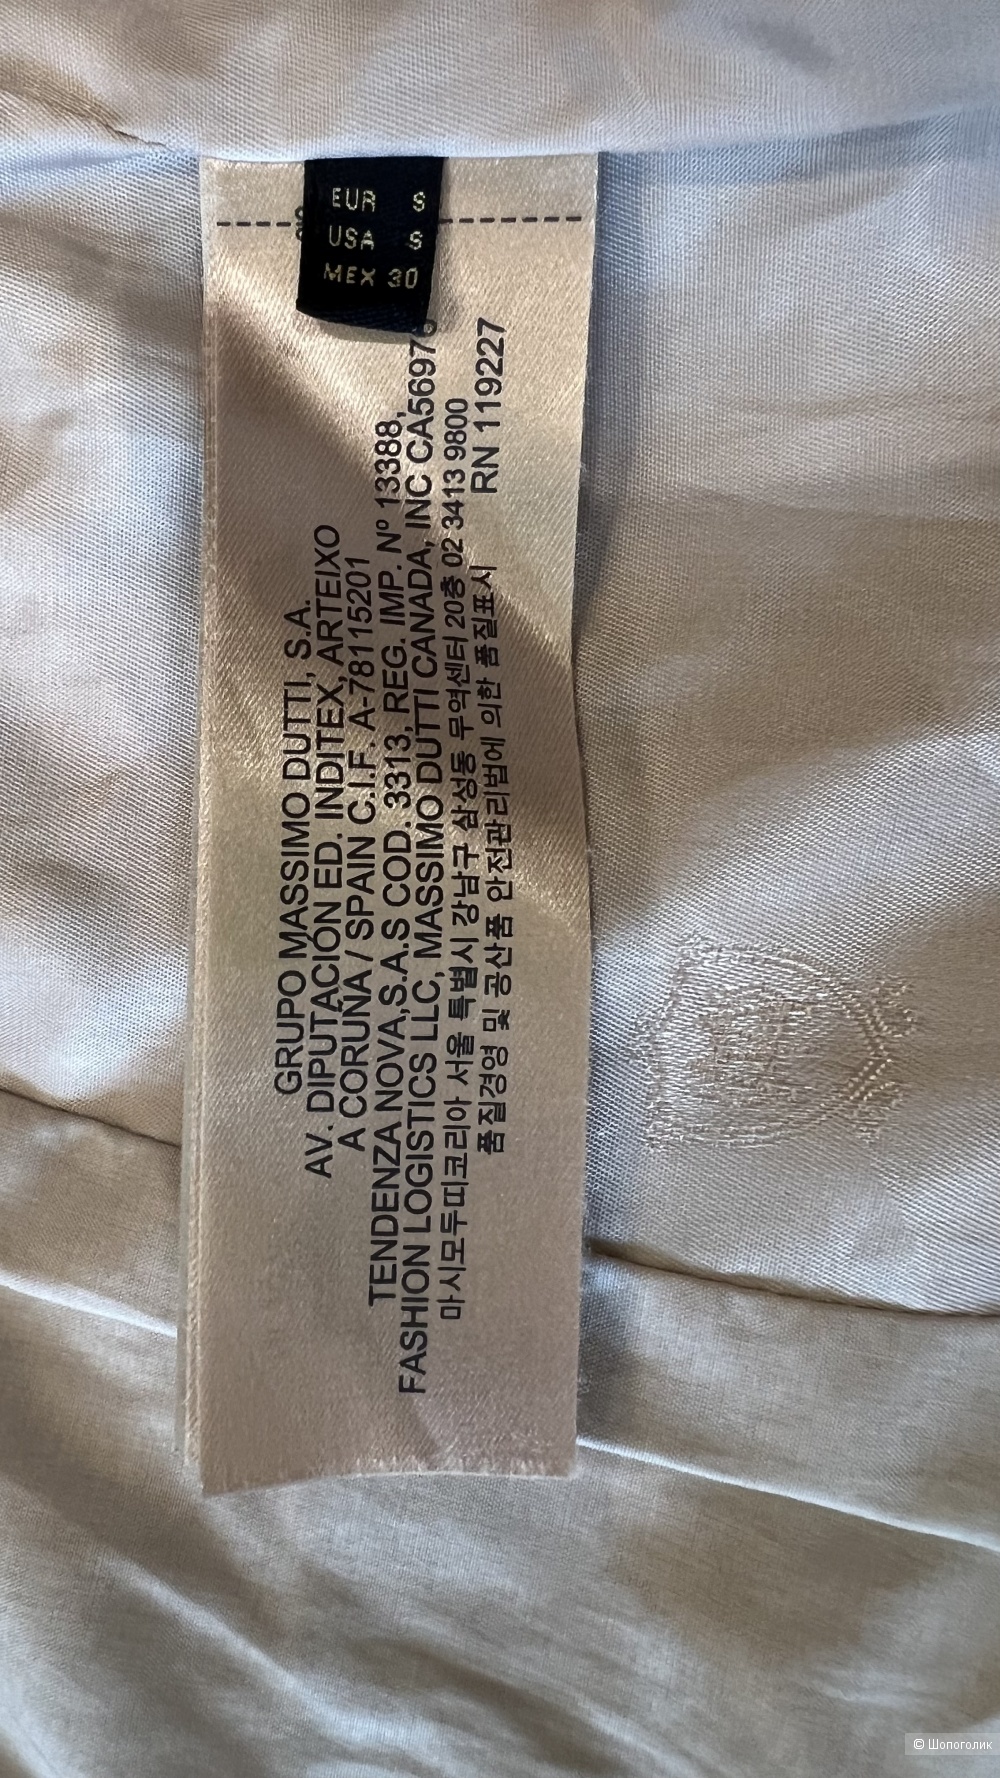 EUR S
USA S
MEX 30
GRUPO MASSIMO DUTTI, S.A.
AV. DIPUTACIÓN ED. INDITEX, ARTEIXO
A CORUÑA / SPAIN C.I.F. A-78115201
TENDENZA NOVA,S.A.S COD. 3313, REG. IMP. Nº 13388,
FASHION LOGISTICS LLC, MASSIMO DUTTI CANADA, INC CA56976
마시모두띠코리아 서울 특별시 강남구 삼성동 무역센터 20층 02 3413 9800
품질경영 및 공산품 안전관리법에 의한 품질표시 RN 119227
© Шопоголик